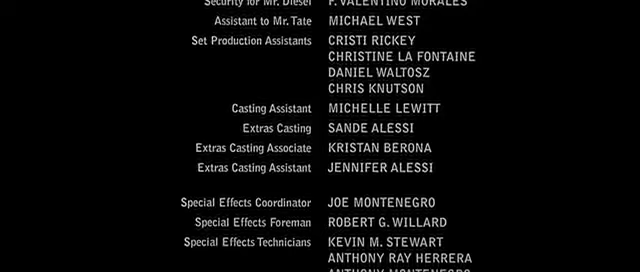 Security for Mr. Diesel F. VALENTINO MORALES
Assistant to Mr. Tate MICHAEL WEST
Set Production Assistants CRISTI RICKEY
CHRISTINE LA FONTAINE
DANIEL WALTOSZ
CHRIS KNUTSON
Casting Assistant MICHELLE LEWITT
Extras Casting SANDE ALESSI
Extras Casting Associate KRISTAN BERONA
Extras Casting Assistant JENNIFER ALESSI
Special Effects Coordinator JOE MONTENEGRO
Special Effects Foreman ROBERT G. WILLARD
Special Effects Technicians KEVIN M. STEWART
ANTHONY RAY HERRERA
ANTHONY MONTENEGRO